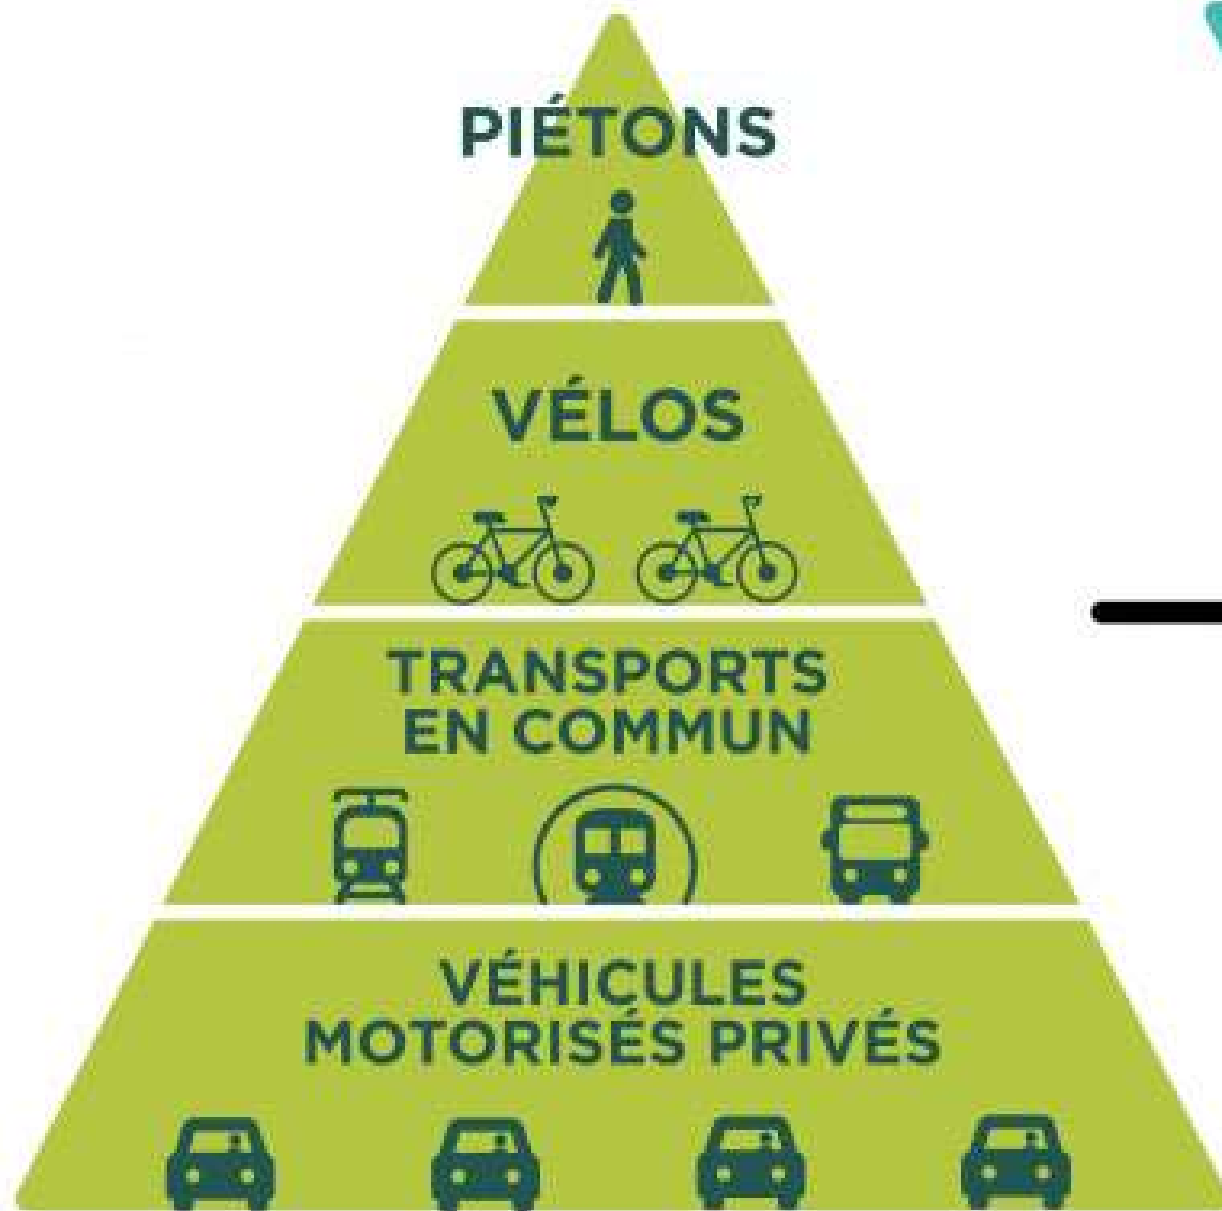 PIÉTONS
VÉLOS
TRANSPORTS
EN COMMUN
VÉHICULES
MOTORISÉS PRIVÉS